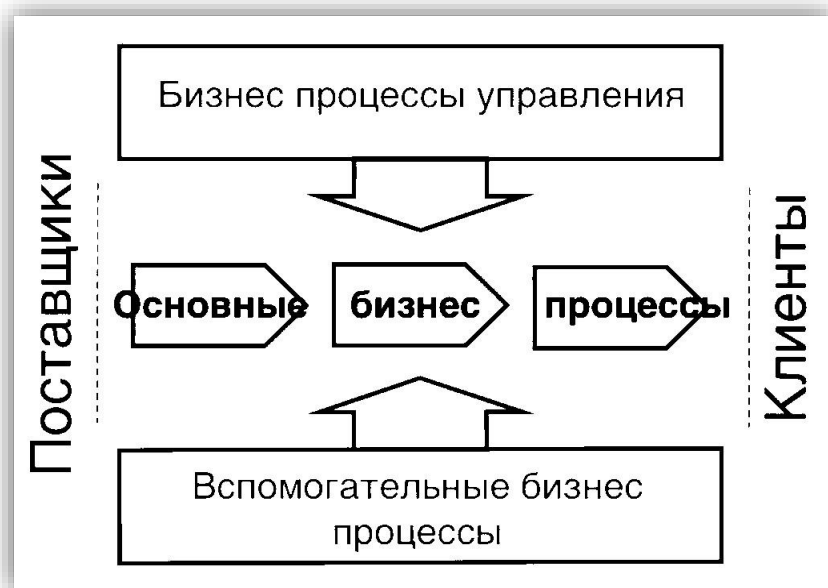 Бизнес процессы управления
Поставщики
Основные бизнес процессы
Клиенты
Вспомогательные бизнес
процессы